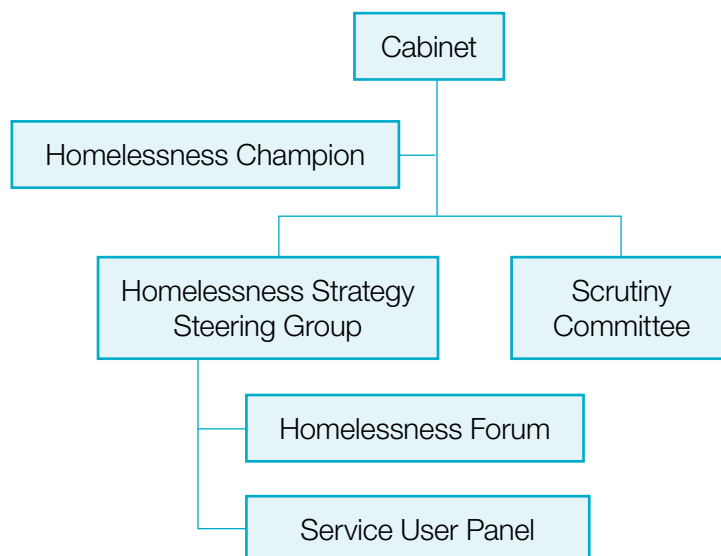 Cabinet
Homelessness Champion
Homelessness Strategy
Steering Group
Scrutiny
Committee
Homelessness Forum
Service User Panel